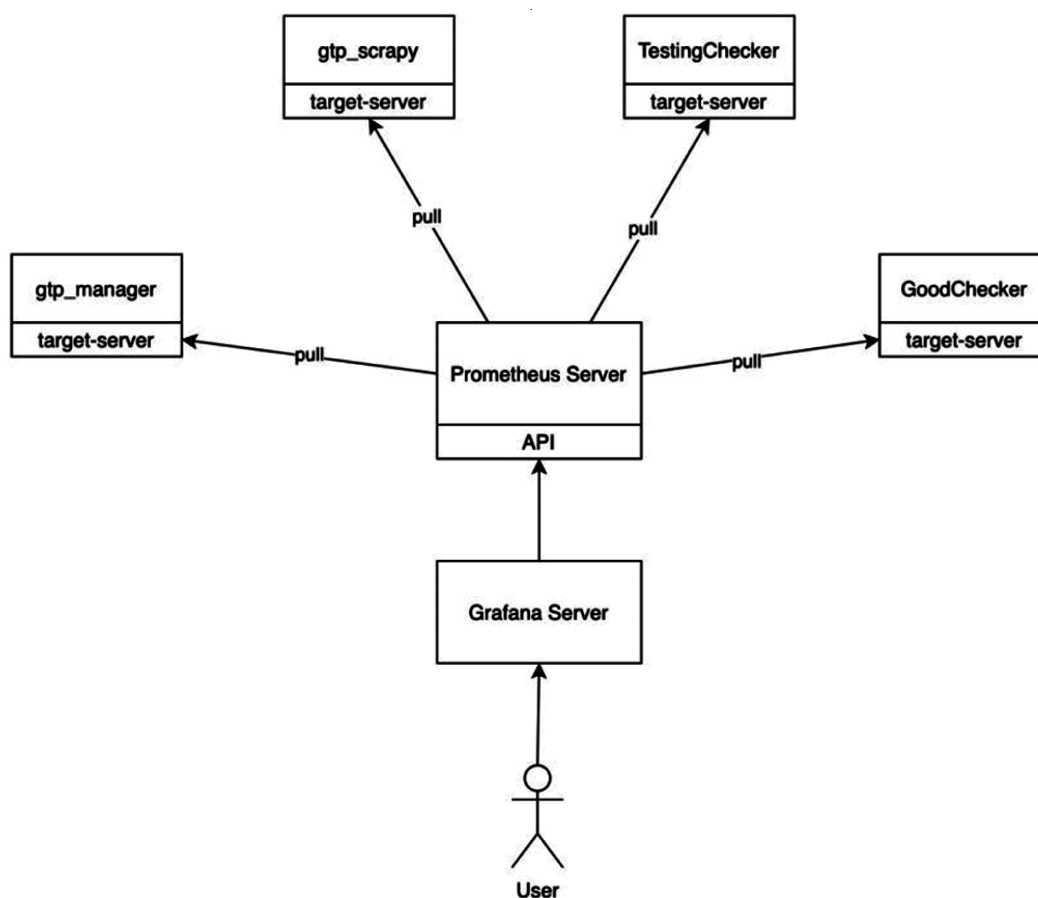 gtp_scrapy
target-server
TestingChecker
target-server
pull
pull
gtp_manager
target-server
GoodChecker
target-server
pull
pull
Prometheus Server
API
Grafana Server
User